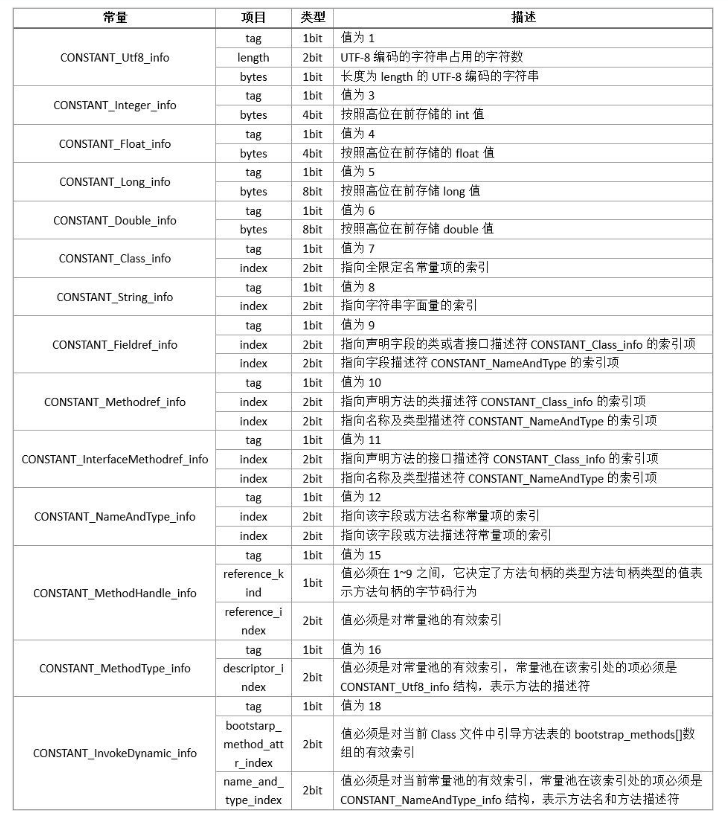 常量 项目 类型 描述
CONSTANT_Utf8_info
tag 1bit 值为 1
length 2bit UTF-8 编码的字符串占用的字符数
bytes 1bit 长度为 length 的 UTF-8 编码的字符串
CONSTANT_Integer_info
tag 1bit 值为 3
bytes 4bit 按照高位在前存储的 int 值
CONSTANT_Float_info
tag 1bit 值为 4
bytes 4bit 按照高位在前存储的 float 值
CONSTANT_Long_info
tag 1bit 值为 5
bytes 8bit 按照高位在前存储 long 值
CONSTANT_Double_info
tag 1bit 值为 6
bytes 8bit 按照高位在前存储 double 值
CONSTANT_Class_info
tag 1bit 值为 7
index 2bit 指向全限定名常量项的索引
CONSTANT_String_info
tag 1bit 值为 8
index 2bit 指向字符串字面量的索引
CONSTANT_Fieldref_info
tag 1bit 值为 9
index 2bit 指向声明字段的类或者接口描述符 CONSTANT_Class_info 的索引项
index 2bit 指向字段描述符 CONSTANT_NameAndType 的索引项
CONSTANT_Methodref_info
tag 1bit 值为 10
index 2bit 指向声明方法的类描述符 CONSTANT_Class_info 的索引项
index 2bit 指向名称及类型描述符 CONSTANT_NameAndType 的索引项
CONSTANT_InterfaceMethodref_info
tag 1bit 值为 11
index 2bit 指向声明方法的接口描述符 CONSTANT_Class_info 的索引项
index 2bit 指向名称及类型描述符 CONSTANT_NameAndType 的索引项
CONSTANT_NameAndType_info
tag 1bit 值为 12
index 2bit 指向该字段或方法名称常量项的索引
index 2bit 指向该字段或方法描述符常量项的索引
CONSTANT_MethodHandle_info
tag 1bit 值为 15
reference_k
ind
1bit
值必须在 1~9 之间，它决定了方法句柄的类型方法句柄类型的值表
示方法句柄的字节码行为
reference_i
ndex
2bit
值必须是对常量池的有效索引
CONSTANT_MethodType_info
tag 1bit 值为 16
descriptor_i
ndex
2bit
值必须是对常量池的有效索引，常量池在该索引处的项必须是
CONSTANT_Utf8_info 结构，表示方法的描述符
CONSTANT_InvokeDynamic_info
tag 1bit 值为 18
bootstarp_
method_att
r_index
2bit
值必须是对当前 Class 文件中引导方法表的 bootstrap_methods[]数
组的有效索引
name_and_
type_index
2bit
值必须是对当前常量池的有效索引，常量池在该索引处的项必须是
CONSTANT_NameAndType_info 结构，表示方法名和方法描述符